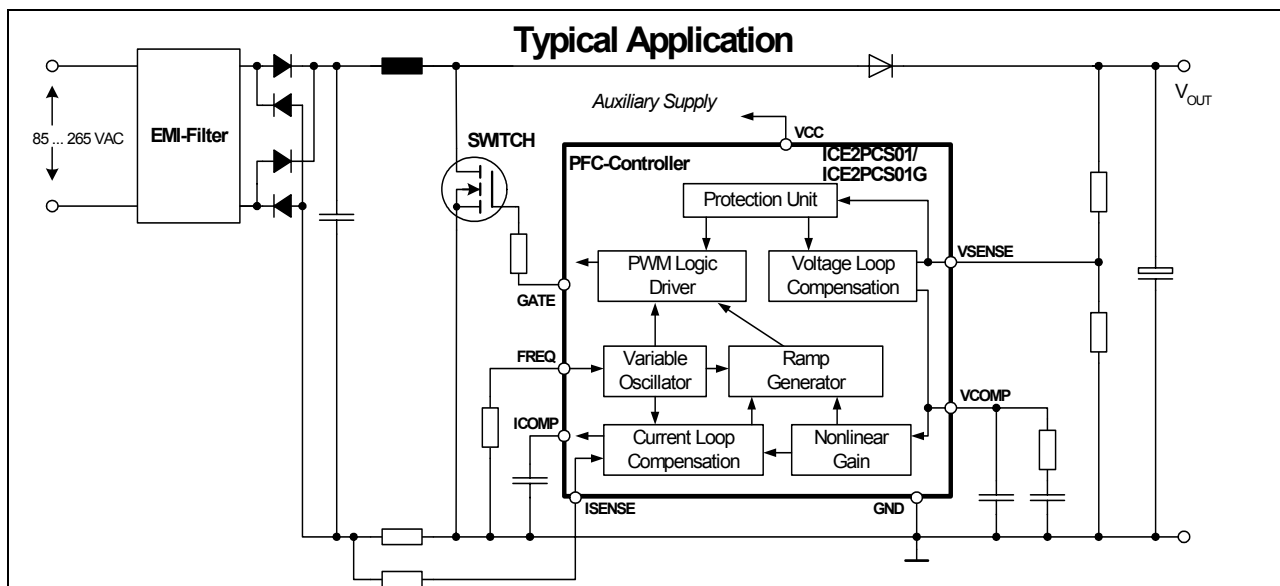 Typical Application
85 ... 265 VAC
EMI-Filter
Auxiliary Supply
V_OUT
SWITCH
VCC
PFC-Controller
ICE2PCS01/
ICE2PCS01G
Protection Unit
PWM Logic
Driver
Voltage Loop
Compensation
VSENSE
GATE
FREQ
Variable
Oscillator
Ramp
Generator
VCOMP
ICOMP
Current Loop
Compensation
Nonlinear
Gain
ISENSE
GND